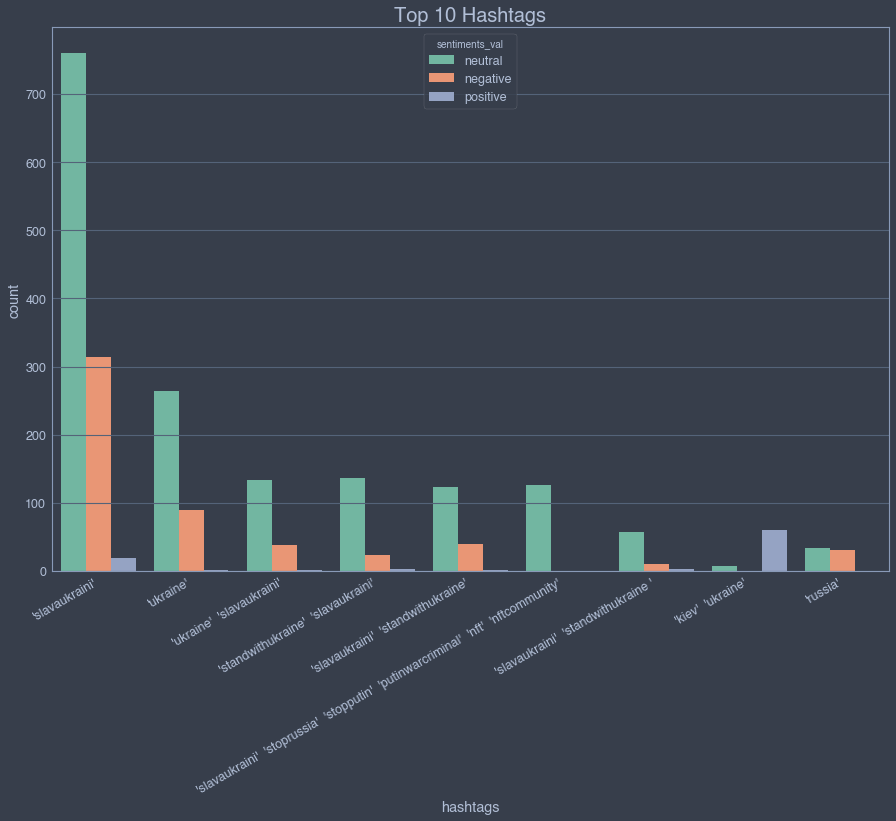 Top 10 Hashtags
sentiments_val
neutral
negative
positive
700
600
500
400
300
200
100
0
count
'slavaukraini'
'ukraine'
'ukraine' 'slavaukraini'
'standwithukraine' 'slavaukraini'
'slavaukraini' 'standwithukraine'
'slavaukraini' 'stoprussia' 'stopputin' 'putinwarcriminal' 'nft' 'nftcommunity'
'slavaukraini' 'standwithukraine '
'kiev' 'ukraine'
'russia'
hashtags